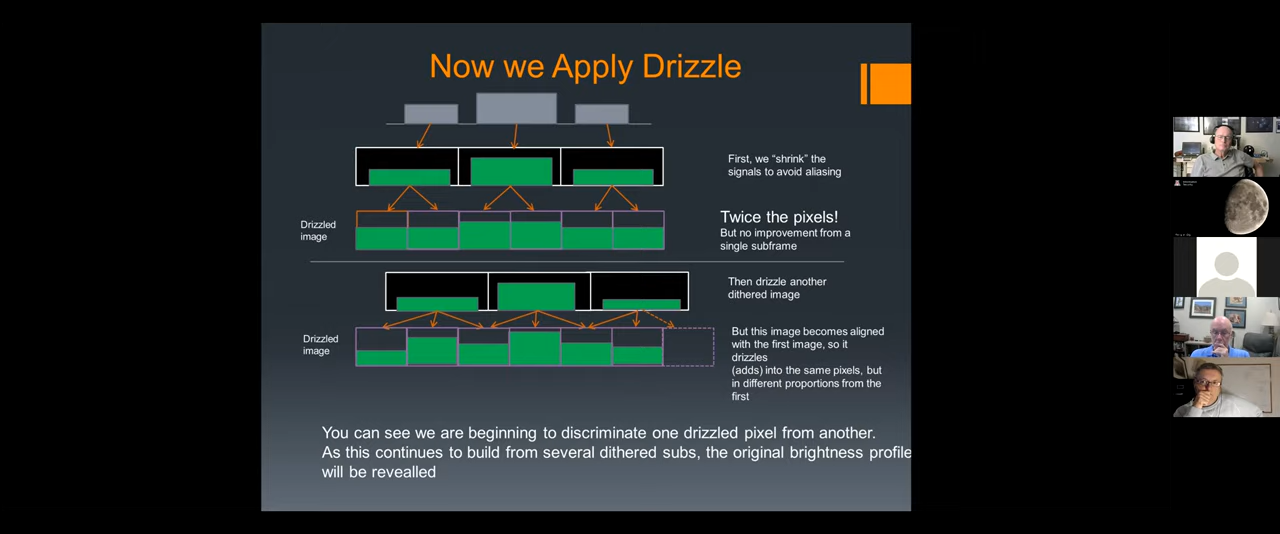 Now we Apply Drizzle
First, we “shrink” the
signals to avoid aliasing
Drizzled
image
Twice the pixels!
But no improvement from a
single subframe
Then drizzle another
dithered image
Drizzled
image
But this image becomes aligned
with the first image, so it
drizzles
(adds) into the same pixels, but
in different proportions from the
first
You can see we are beginning to discriminate one drizzled pixel from another.
As this continues to build from several dithered subs, the original brightness profile
will be revealled